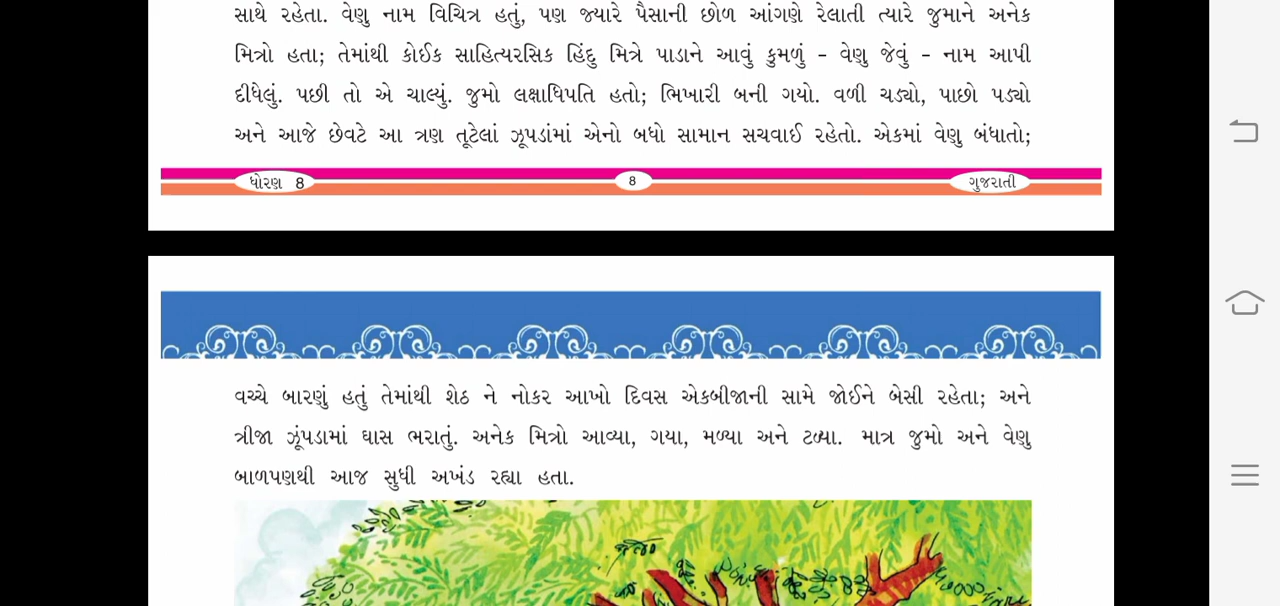 સાથે રહેતા. વેણુ નામ વિચિત્ર હતું, પણ જ્યારે પૈસાની છોળ આંગણે રેલાતી ત્યારે જુમાને અનેક
મિત્રો હતા; તેમાંથી કોઈક સાહિત્યરસિક હિંદુ મિત્રે પાડાને આવું કુમળું - વેણુ જેવું - નામ આપી
દીધેલું. પછી તો એ ચાલ્યું. જુમો લક્ષાધિપતિ હતો; ભિખારી બની ગયો. વળી ચડ્યો, પાછો પડ્યો
અને આજે છેવટે આ ત્રણ તૂટેલાં ઝૂપડાંમાં એનો બધો સામાન સચવાઈ રહેતો. એકમાં વેણુ બંધાતો;
ધોરણ 8
8
ગુજરાતી
વચ્ચે બારણું હતું તેમાંથી શેઠ ને નોકર આખો દિવસ એકબીજાની સામે જોઈને બેસી રહેતા; અને
ત્રીજા ઝૂંપડામાં ઘાસ ભરાતું. અનેક મિત્રો આવ્યા, ગયા, મળ્યા અને ટળ્યા. માત્ર જુમો અને વેણુ
બાળપણથી આજ સુધી અખંડ રહ્યા હતા.